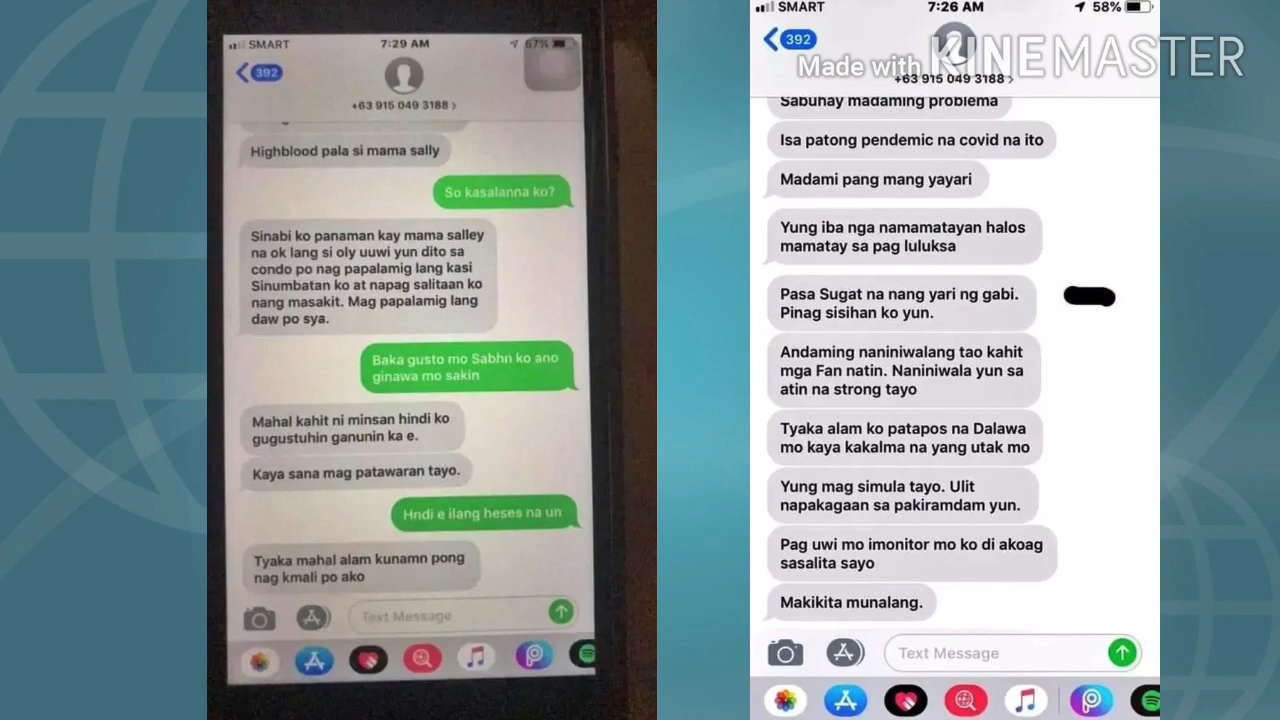 SMART
7:29 AM
67%
392
+63 915 049 3188 >
Highblood pala si mama sally
So kasalanna ko?
Sinabi ko panaman kay mama salley
na ok lang si oly uuwi yun dito sa
condo po nag papalamig lang kasi
Sinumbatan ko at napag salitaan ko
nang masakit. Mag papalamig lang
daw po sya.
Baka gusto mo Sabhn ko ano
ginawa mo sakin
Mahal kahit ni minsan hindi ko
gugustuhin ganunin ka e.
Kaya sana mag patawaran tayo.
Hndi e ilang heses na un
Tyaka mahal alam kunamn pong
nag kmali po ako
Text Message
SMART
7:26 AM
58%
392
Made with KINEMASTER
+63 915 049 3188 >
Sabuhay madaming problema
Isa patong pendemic na covid na ito
Madami pang mang yayari
Yung iba nga namamatayan halos
mamatay sa pag luluksa
Pasa Sugat na nang yari ng gabi.
Pinag sisihan ko yun.
Andaming naniniwalang tao kahit
mga Fan natin. Naniniwala yun sa
atin na strong tayo
Tyaka alam ko patapos na Dalawa
mo kaya kakalma na yang utak mo
Yung mag simula tayo. Ulit
napakagaan sa pakiramdam yun.
Pag uwi mo imonitor mo ko di akoag
sasalita sayo
Makikita munalang.
Text Message